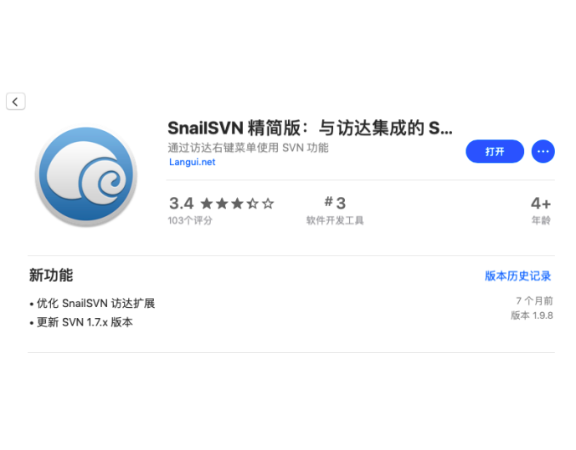 SnailSVN 精简版：与访达集成的 S...
通过访达右键菜单使用 SVN 功能
Langui.net
打开
3.4
103个评分
#3
软件开发工具
4+
年龄
新功能
版本历史记录
• 优化 SnailSVN 访达扩展
7 个月前
• 更新 SVN 1.7.x 版本
版本 1.9.8